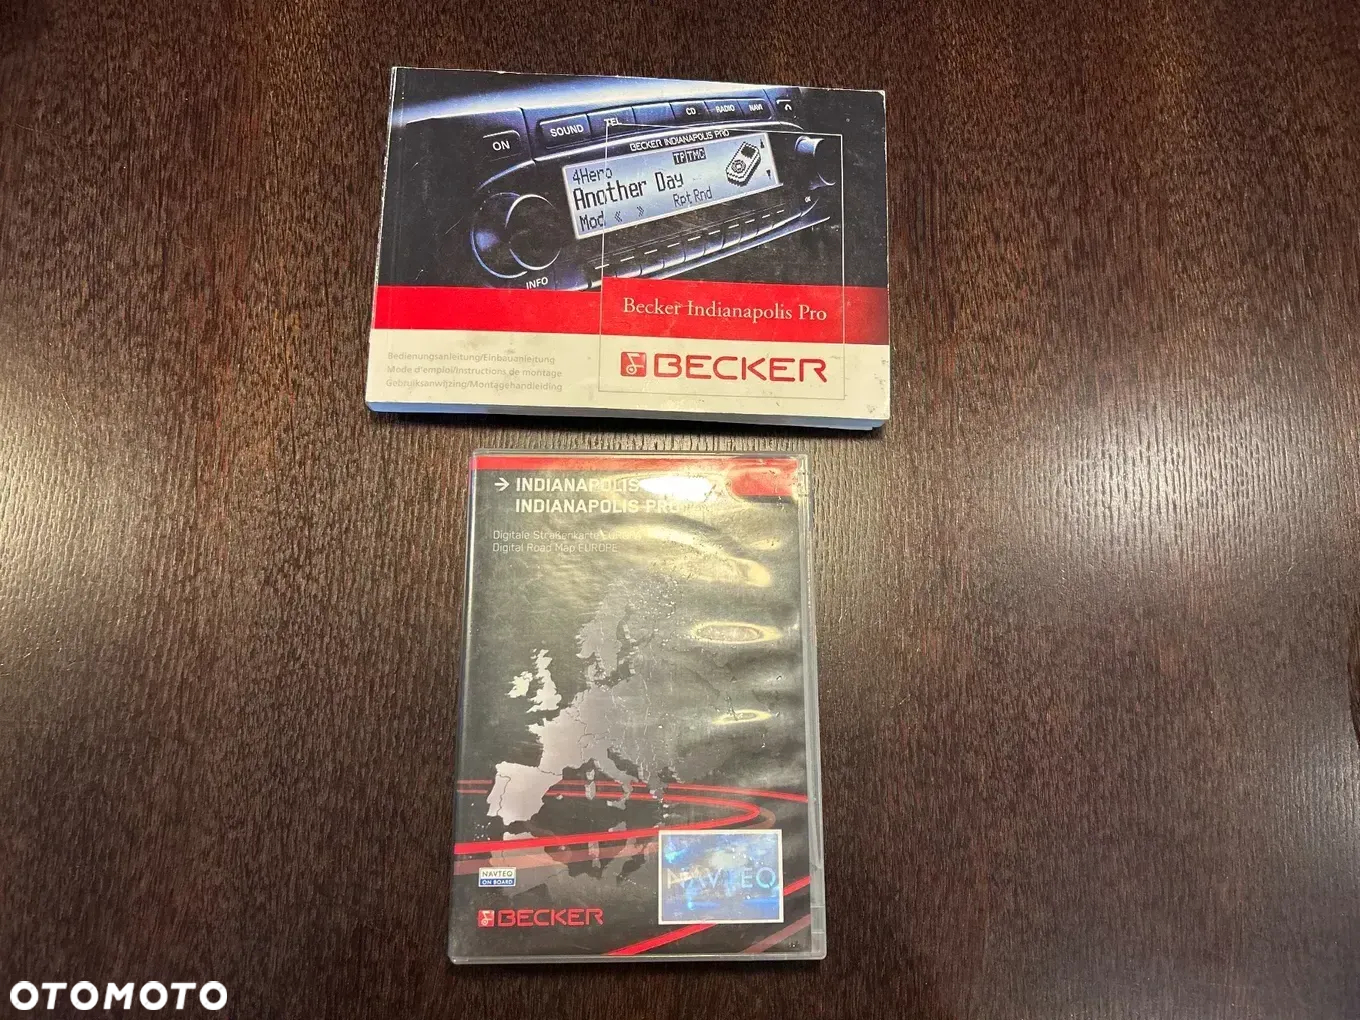 ON
SOUND
TEL
CD
RADIO
NAVI
BECKER INDIANAPOLIS PRO
TP TMC
4Hero
Another Day
Mod « » Rpt Rnd
OK
INFO
Becker Indianapolis Pro
BECKER
Bedienungsanleitung/Einbauanleitung
Mode d'emploi/Instructions de montage
Gebruiksanwijzing/Montagehandleiding
→ INDIANAPOLIS
INDIANAPOLIS PRO
Digitale Straßenkarte
Digital Road Map EUROPE
NAVTEQ
ON BOARD
NAVTEQ
BECKER
OTOMOTO